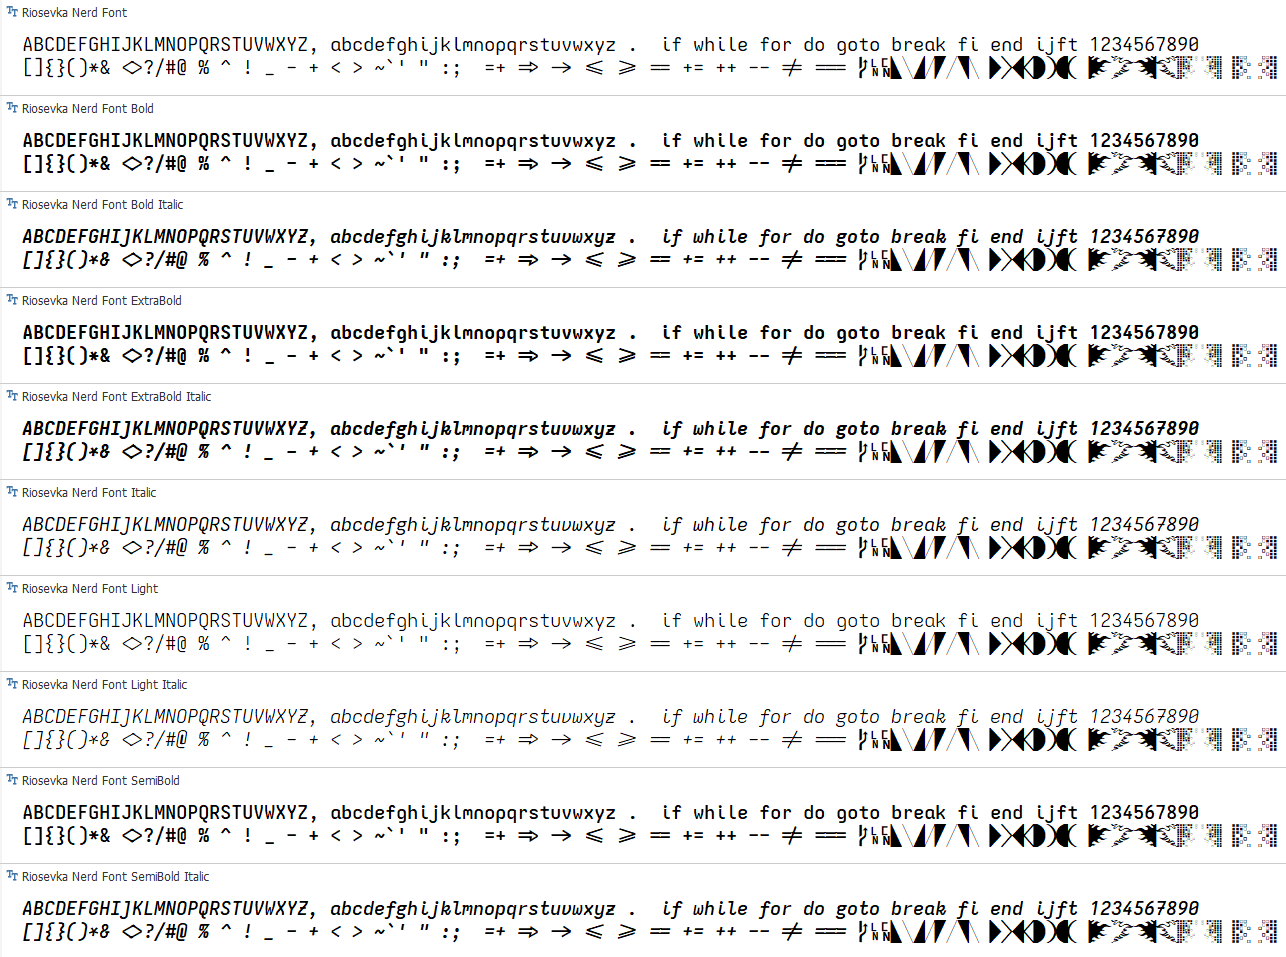 Riosevka Nerd Font
ABCDEFGHIJKLMNOPQRSTUVWXYZ, abcdefghijklmnopqrstuvwxyz .  if while for do goto break fi end ijft 1234567890
[]{}()*& <>?/#@ % ^ ! _ - + < > ~`' " :;  =+ => -> <= >= == += ++ -- != ===
Riosevka Nerd Font Bold
ABCDEFGHIJKLMNOPQRSTUVWXYZ, abcdefghijklmnopqrstuvwxyz .  if while for do goto break fi end ijft 1234567890
[]{}()*& <>?/#@ % ^ ! _ - + < > ~`' " :;  =+ => -> <= >= == += ++ -- != ===
Riosevka Nerd Font Bold Italic
ABCDEFGHIJKLMNOPQRSTUVWXYZ, abcdefghijklmnopqrstuvwxyz .  if while for do goto break fi end ijft 1234567890
[]{}()*& <>?/#@ % ^ ! _ - + < > ~`' " :;  =+ => -> <= >= == += ++ -- != ===
Riosevka Nerd Font ExtraBold
ABCDEFGHIJKLMNOPQRSTUVWXYZ, abcdefghijklmnopqrstuvwxyz .  if while for do goto break fi end ijft 1234567890
[]{}()*& <>?/#@ % ^ ! _ - + < > ~`' " :;  =+ => -> <= >= == += ++ -- != ===
Riosevka Nerd Font ExtraBold Italic
ABCDEFGHIJKLMNOPQRSTUVWXYZ, abcdefghijklmnopqrstuvwxyz .  if while for do goto break fi end ijft 1234567890
[]{}()*& <>?/#@ % ^ ! _ - + < > ~`' " :;  =+ => -> <= >= == += ++ -- != ===
Riosevka Nerd Font Italic
ABCDEFGHIJKLMNOPQRSTUVWXYZ, abcdefghijklmnopqrstuvwxyz .  if while for do goto break fi end ijft 1234567890
[]{}()*& <>?/#@ % ^ ! _ - + < > ~`' " :;  =+ => -> <= >= == += ++ -- != ===
Riosevka Nerd Font Light
ABCDEFGHIJKLMNOPQRSTUVWXYZ, abcdefghijklmnopqrstuvwxyz .  if while for do goto break fi end ijft 1234567890
[]{}()*& <>?/#@ % ^ ! _ - + < > ~`' " :;  =+ => -> <= >= == += ++ -- != ===
Riosevka Nerd Font Light Italic
ABCDEFGHIJKLMNOPQRSTUVWXYZ, abcdefghijklmnopqrstuvwxyz .  if while for do goto break fi end ijft 1234567890
[]{}()*& <>?/#@ % ^ ! _ - + < > ~`' " :;  =+ => -> <= >= == += ++ -- != ===
Riosevka Nerd Font SemiBold
ABCDEFGHIJKLMNOPQRSTUVWXYZ, abcdefghijklmnopqrstuvwxyz .  if while for do goto break fi end ijft 1234567890
[]{}()*& <>?/#@ % ^ ! _ - + < > ~`' " :;  =+ => -> <= >= == += ++ -- != ===
Riosevka Nerd Font SemiBold Italic
ABCDEFGHIJKLMNOPQRSTUVWXYZ, abcdefghijklmnopqrstuvwxyz .  if while for do goto break fi end ijft 1234567890
[]{}()*& <>?/#@ % ^ ! _ - + < > ~`' " :;  =+ => -> <= >= == += ++ -- != ===